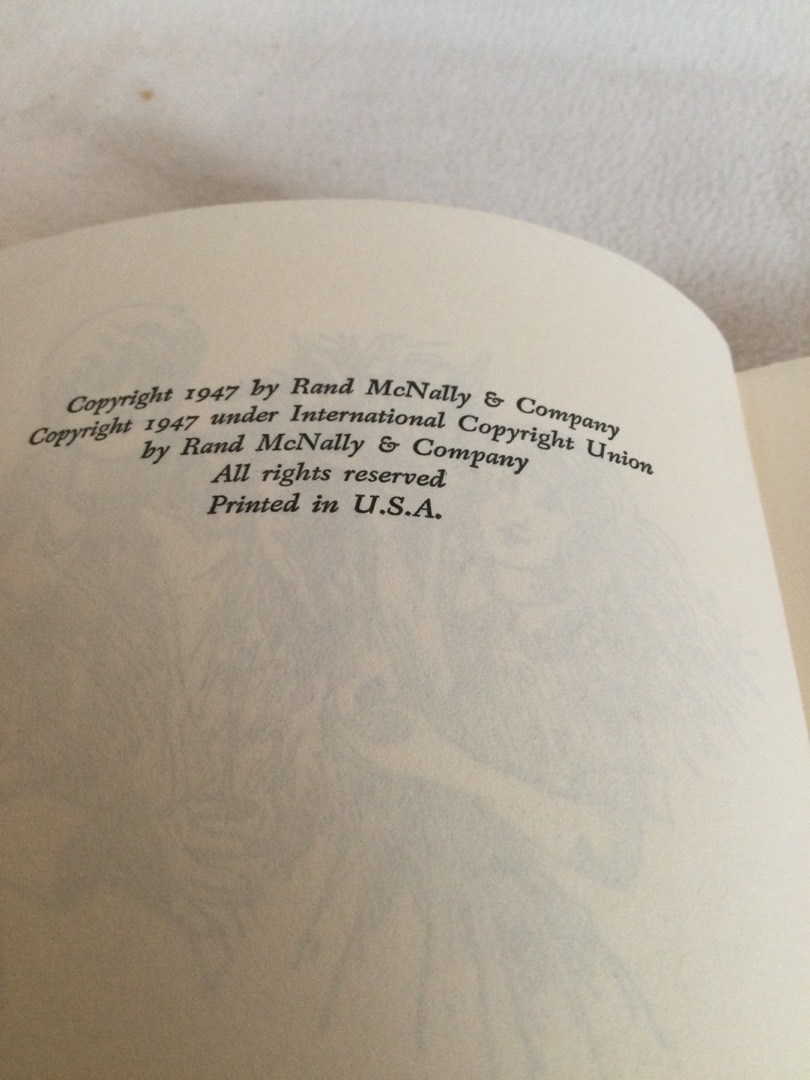 Copyright 1947 by Rand McNally & Company
Copyright 1947 under International Copyright Union
by Rand McNally & Company
All rights reserved
Printed in U.S.A.